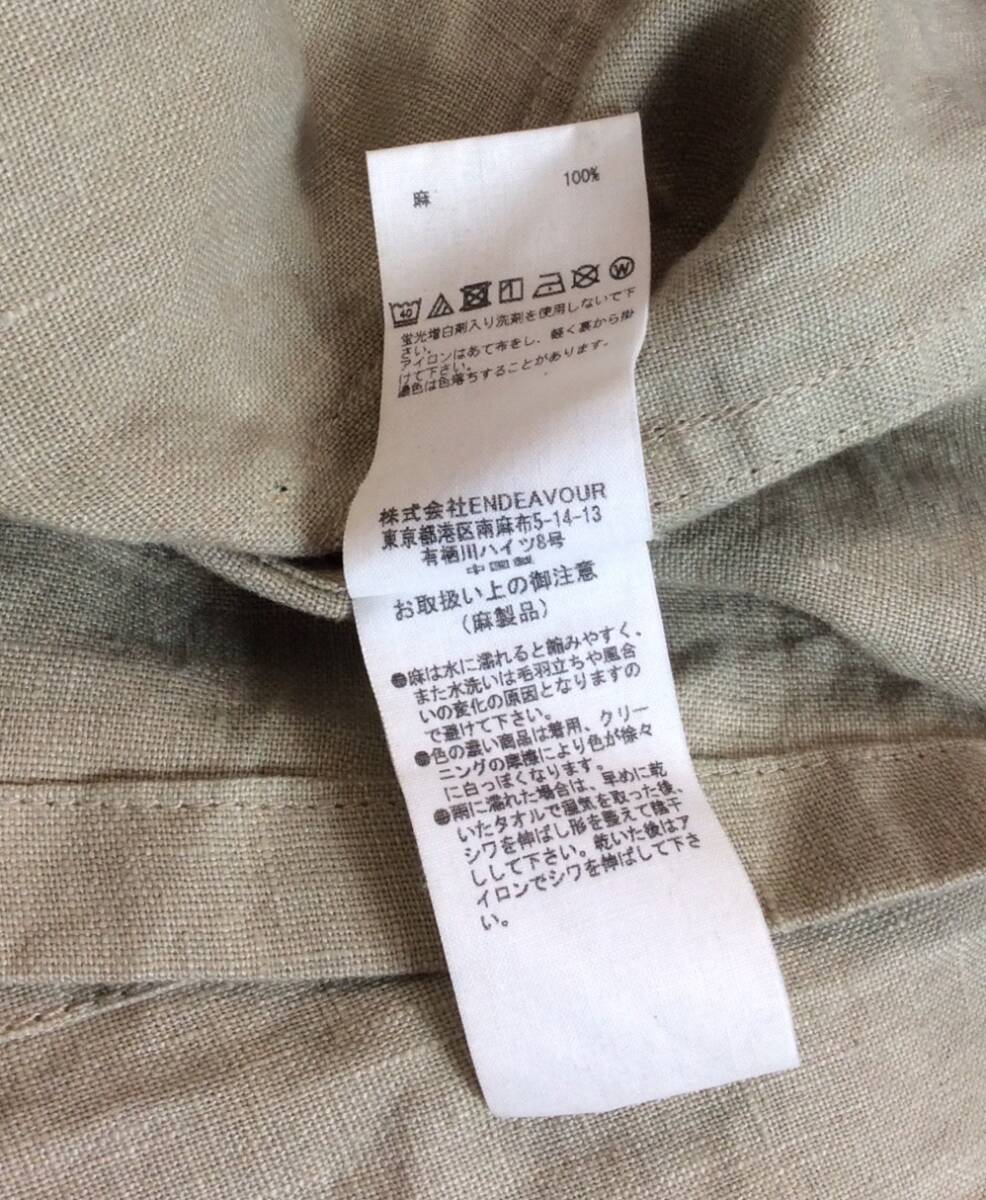 麻 100%
40
W
蛍光増白剤入り洗剤を使用しないで下
さい。
アイロンはあて布をし、軽く裏から掛
けて下さい。
濃色は色落ちすることがあります。
株式会社ENDEAVOUR
東京都港区南麻布5-14-13
有栖川ハイツ8号
中国製
お取扱い上の御注意
(麻製品)
●麻は水に濡れると縮みやすく、
また水洗いは毛羽立ちや風合
いの変化の原因となりますの
で避けて下さい。
●色の濃い商品は着用、クリー
ニングの摩擦により色が徐々
に白っぽくなります。
●雨に濡れた場合は、早めに乾
いたタオルで湿気を取った後、
シワを伸ばし形を整えて陰干
しして下さい。乾いた後はア
イロンでシワを伸ばして下さ
い。